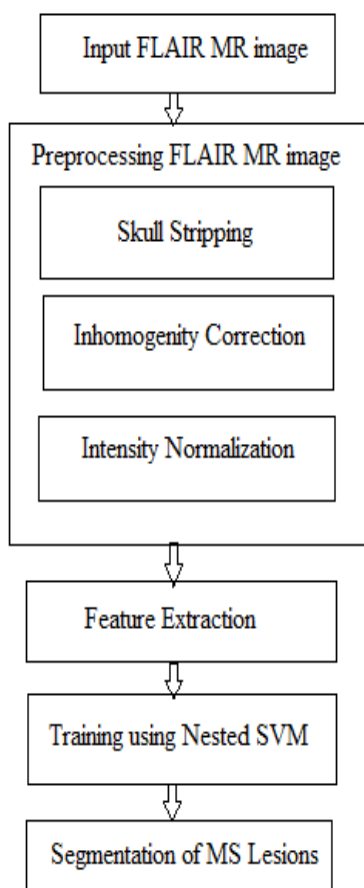 Input FLAIR MR image
Preprocessing FLAIR MR image
Skull Stripping
Inhomogenity Correction
Intensity Normalization
Feature Extraction
Training using Nested SVM
Segmentation of MS Lesions